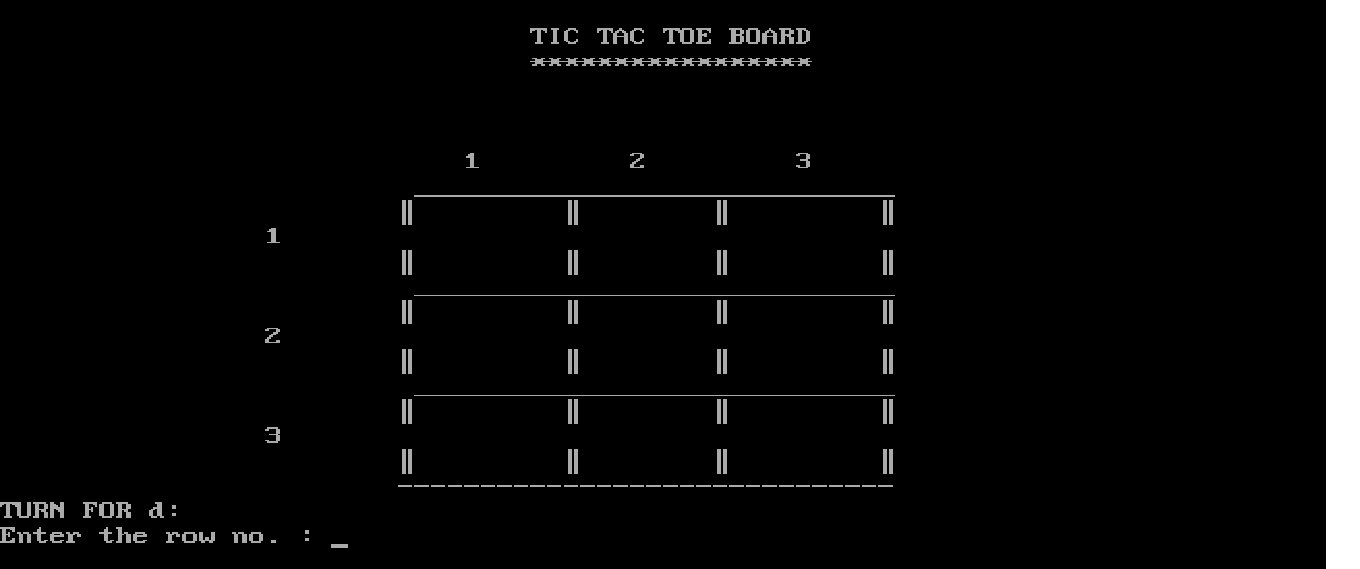 TIC TAC TOE BOARD
*****************
1 2 3
1
2
3
TURN FOR d:
Enter the row no. : _